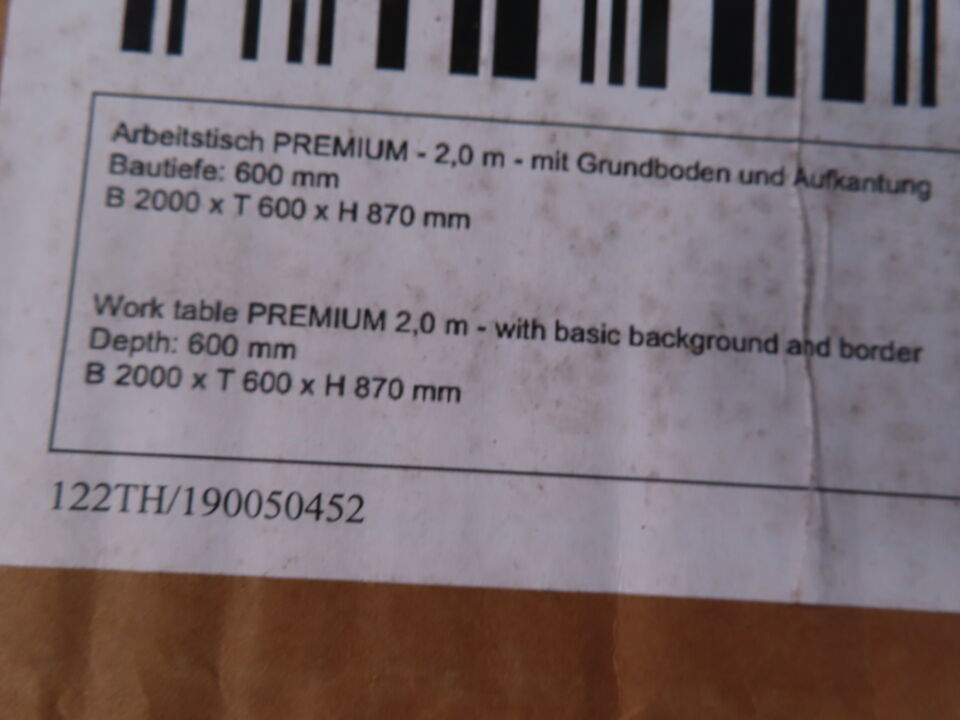 Arbeitstisch PREMIUM - 2,0 m - mit Grundboden und Aufkantung
Bautiefe: 600 mm
B 2000 x T 600 x H 870 mm
Work table PREMIUM 2,0 m - with basic background and border
Depth: 600 mm
B 2000 x T 600 x H 870 mm
122TH/190050452